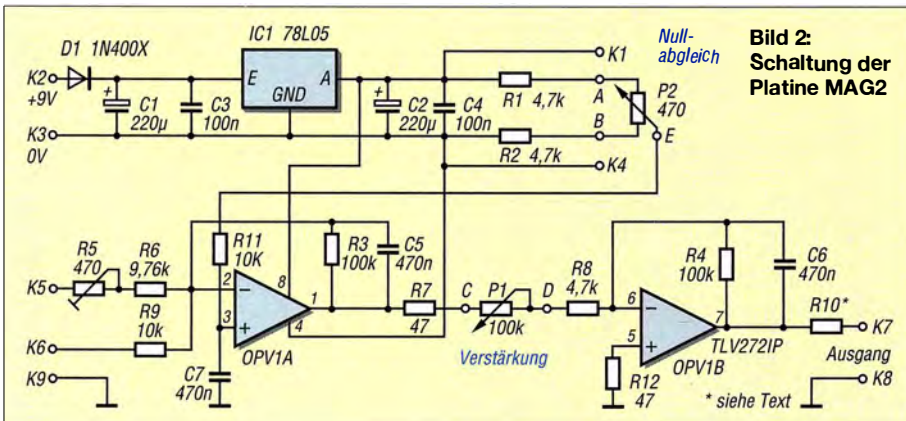 Bild 2:
Schaltung der
Platine MAG2
D1 1N400X
IC1 78L05
E
A
GND
K2
+9V
K3
0V
+
C1
220µ
C3
100n
+
C2
220µ
C4
100n
K1
R1 4,7k
R2 4,7k
A
B
Null-
abgleich
P2
470
E
K4
K5
R5
470
R6
9,76k
K6
R9
10k
K9
R11
10K
C7
470n
2
3
8
4
1
−
+
OPV1A
R3
100k
C5
470n
R7
47
C
P1
100k
D
Verstärkung
R8
4,7k
6
5
7
−
+
OPV1B
TLV272IP
R12
47
R4
100k
C6
470n
R10*
K7
Ausgang
K8
* siehe Text